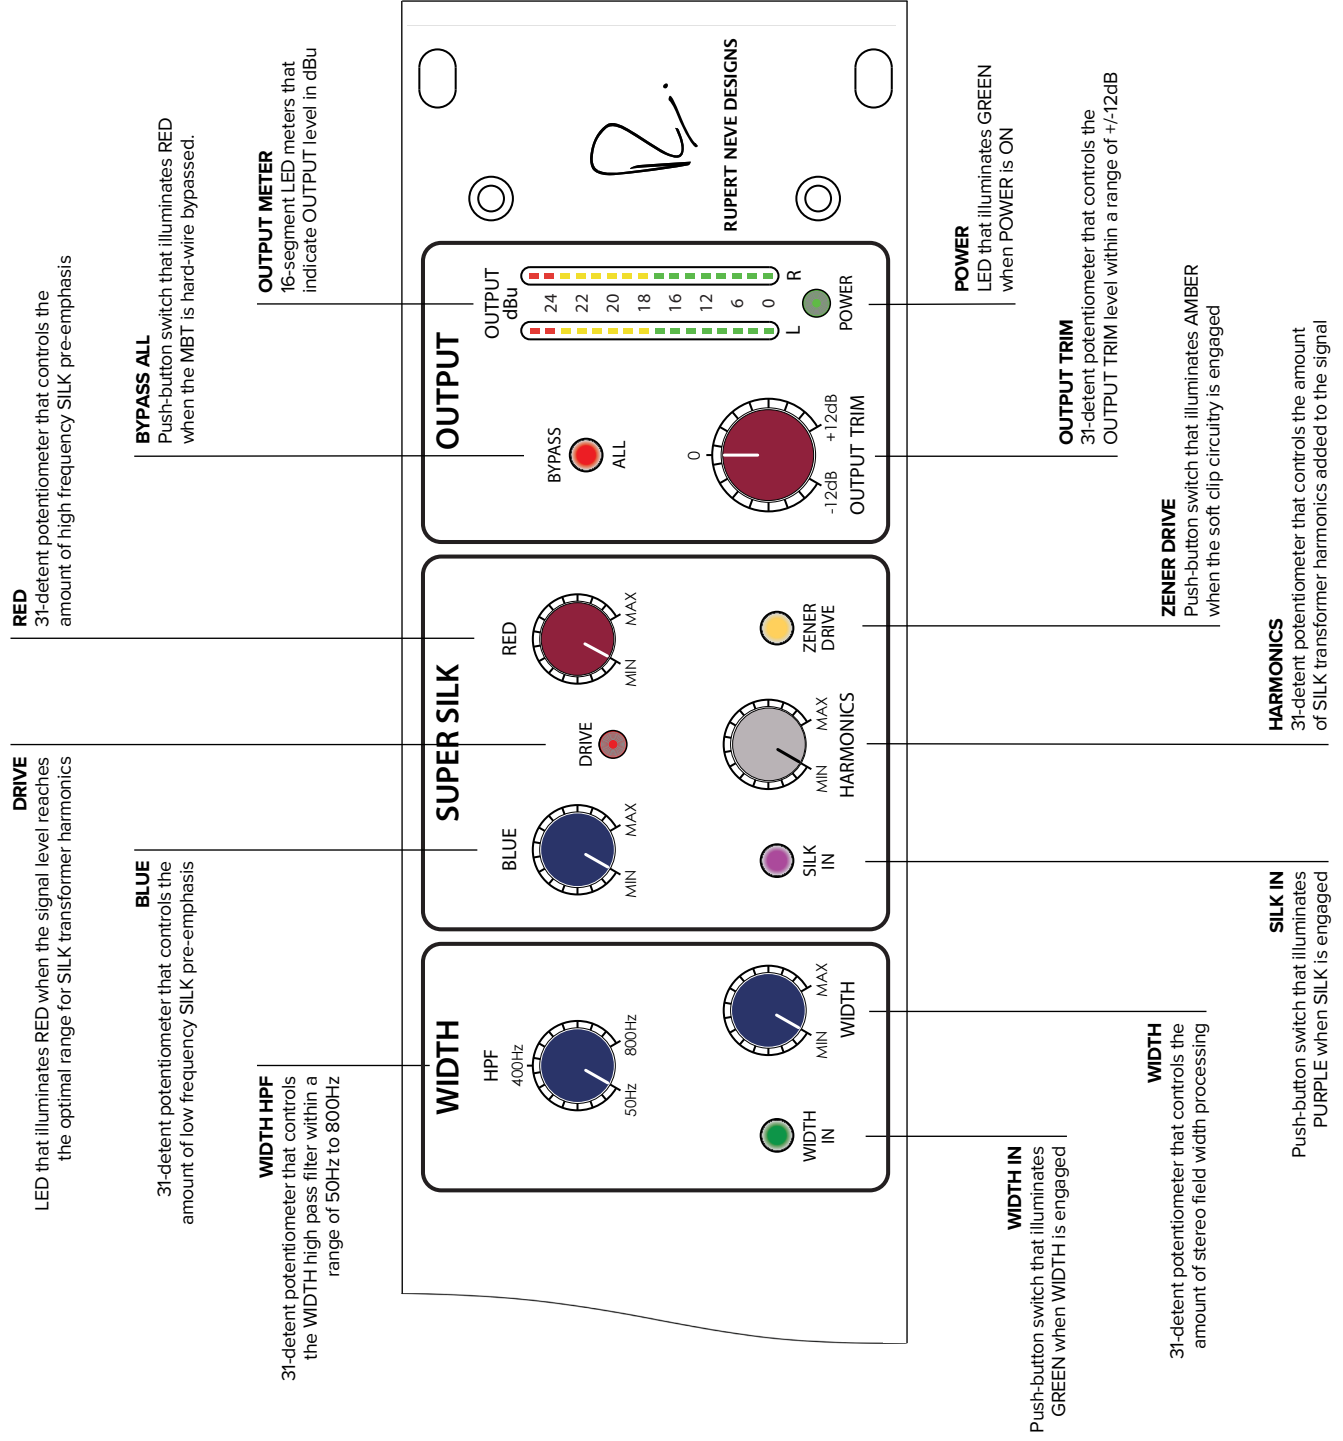 DRIVE
LED that illuminates RED when the signal level reaches
the optimal range for SILK transformer harmonics
RED
31-detent potentiometer that controls the
amount of high frequency SILK pre-emphasis
BLUE
31-detent potentiometer that controls the
amount of low frequency SILK pre-emphasis
BYPASS ALL
Push-button switch that illuminates RED
when the MBT is hard-wire bypassed.
WIDTH HPF
31-detent potentiometer that controls
the WIDTH high pass filter within a
range of 50Hz to 800Hz
OUTPUT METER
16-segment LED meters that
indicate OUTPUT level in dBu
WIDTH
HPF
400Hz
50Hz
800Hz
WIDTH
IN
MIN
MAX
WIDTH
SUPER SILK
BLUE
MIN
MAX
DRIVE
RED
MIN
MAX
SILK
IN
MIN
MAX
HARMONICS
ZENER
DRIVE
OUTPUT
BYPASS
ALL
OUTPUT
dBu
24
22
20
18
16
12
6
0
L
R
0
-12dB
+12dB
OUTPUT TRIM
POWER
RUPERT NEVE DESIGNS
WIDTH IN
Push-button switch that illuminates
GREEN when WIDTH is engaged
POWER
LED that illuminates GREEN
when POWER is ON
WIDTH
31-detent potentiometer that controls the
amount of stereo field width processing
OUTPUT TRIM
31-detent potentiometer that controls the
OUTPUT TRIM level within a range of +/-12dB
ZENER DRIVE
Push-button switch that illuminates AMBER
when the soft clip circuitry is engaged
SILK IN
Push-button switch that illuminates
PURPLE when SILK is engaged
HARMONICS
31-detent potentiometer that controls the amount
of SILK transformer harmonics added to the signal